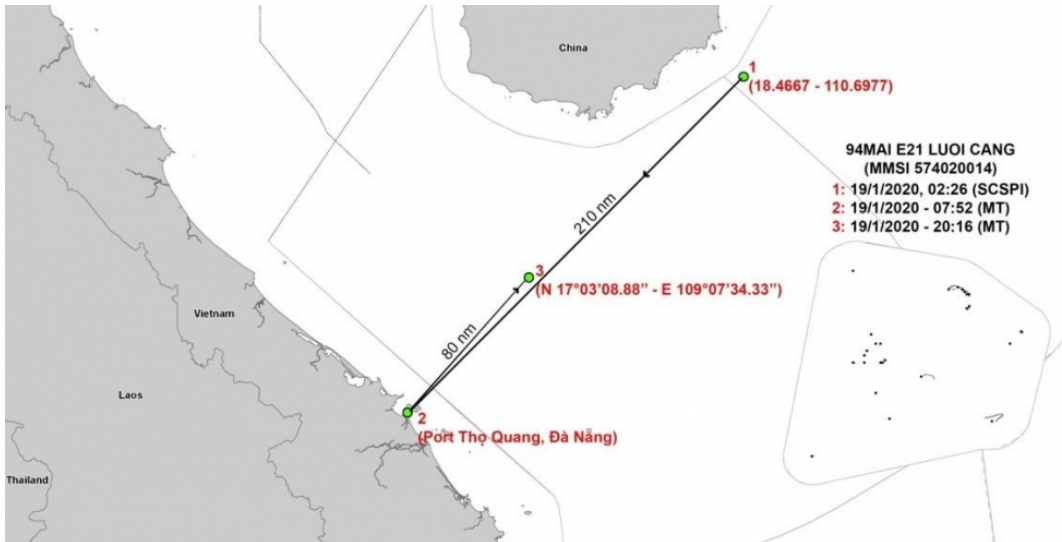 China
1
(18.4667 - 110.6977)
94MAI E21 LUOI CANG
(MMSI 574020014)
1: 19/1/2020, 02:26 (SCSPI)
2: 19/1/2020 - 07:52 (MT)
3: 19/1/2020 - 20:16 (MT)
210 nm
3
(N 17°03'08.88" - E 109°07'34.33")
Vietnam
80 nm
Laos
2
(Port Thọ Quang, Đà Nẵng)
Thailand